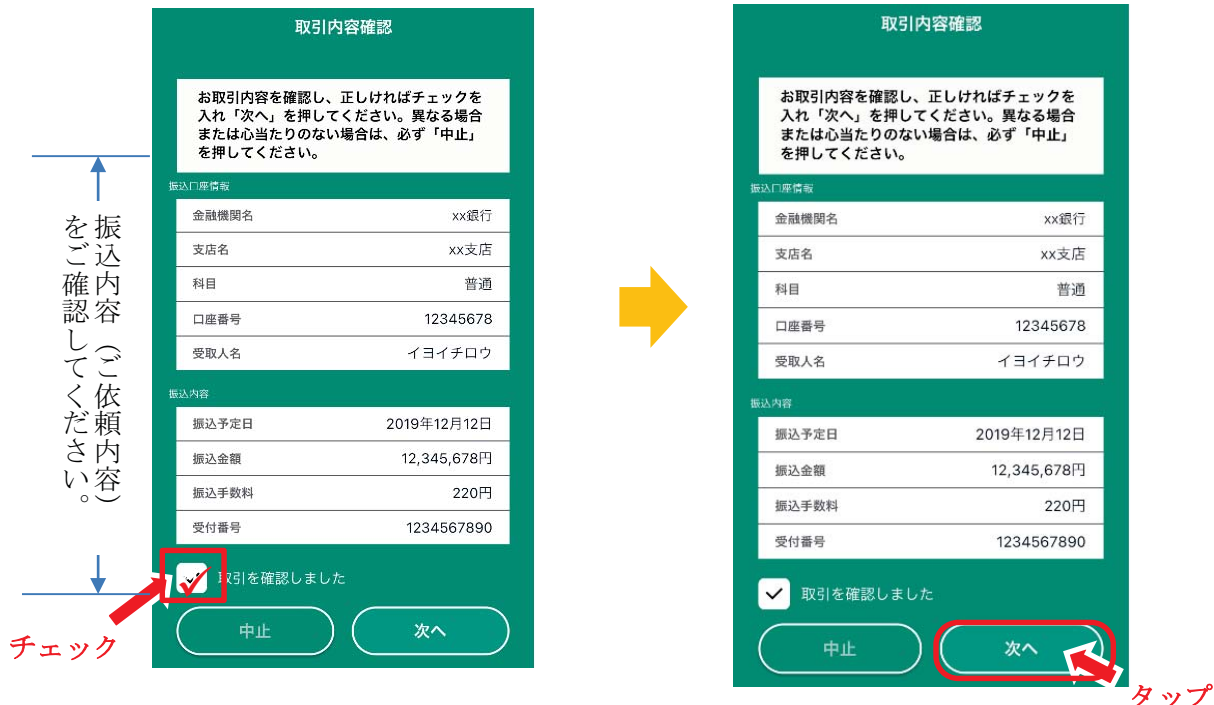 取引内容確認
お取引内容を確認し、正しければチェックを
入れ「次へ」を押してください。異なる場合
または心当たりのない場合は、必ず「中止」
を押してください。
振込口座情報
金融機関名 xx銀行
支店名 xx支店
科目 普通
口座番号 12345678
受取人名 イヨイチロウ
振込内容
振込予定日 2019年12月12日
振込金額 12,345,678円
振込手数料 220円
受付番号 1234567890
取引を確認しました
中止 次へ
振込内容（ご依頼内容）
をご確認してください。
チェック
取引内容確認
お取引内容を確認し、正しければチェックを
入れ「次へ」を押してください。異なる場合
または心当たりのない場合は、必ず「中止」
を押してください。
振込口座情報
金融機関名 xx銀行
支店名 xx支店
科目 普通
口座番号 12345678
受取人名 イヨイチロウ
振込内容
振込予定日 2019年12月12日
振込金額 12,345,678円
振込手数料 220円
受付番号 1234567890
取引を確認しました
中止 次へ
タップ